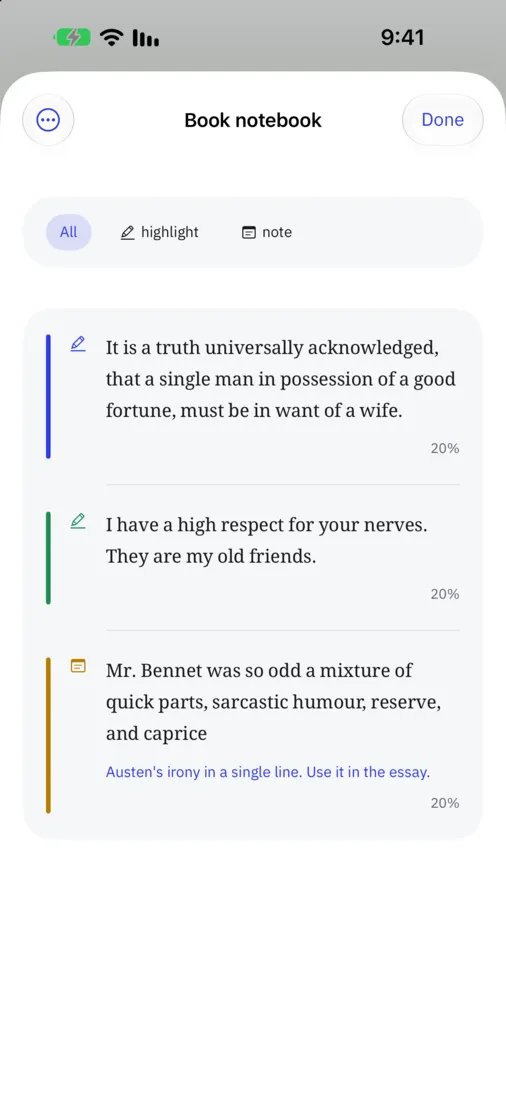 9:41
Book notebook
Done
All
highlight
note
It is a truth universally acknowledged,
that a single man in possession of a good
fortune, must be in want of a wife.
20%
I have a high respect for your nerves.
They are my old friends.
20%
Mr. Bennet was so odd a mixture of
quick parts, sarcastic humour, reserve,
and caprice
Austen's irony in a single line. Use it in the essay.
20%